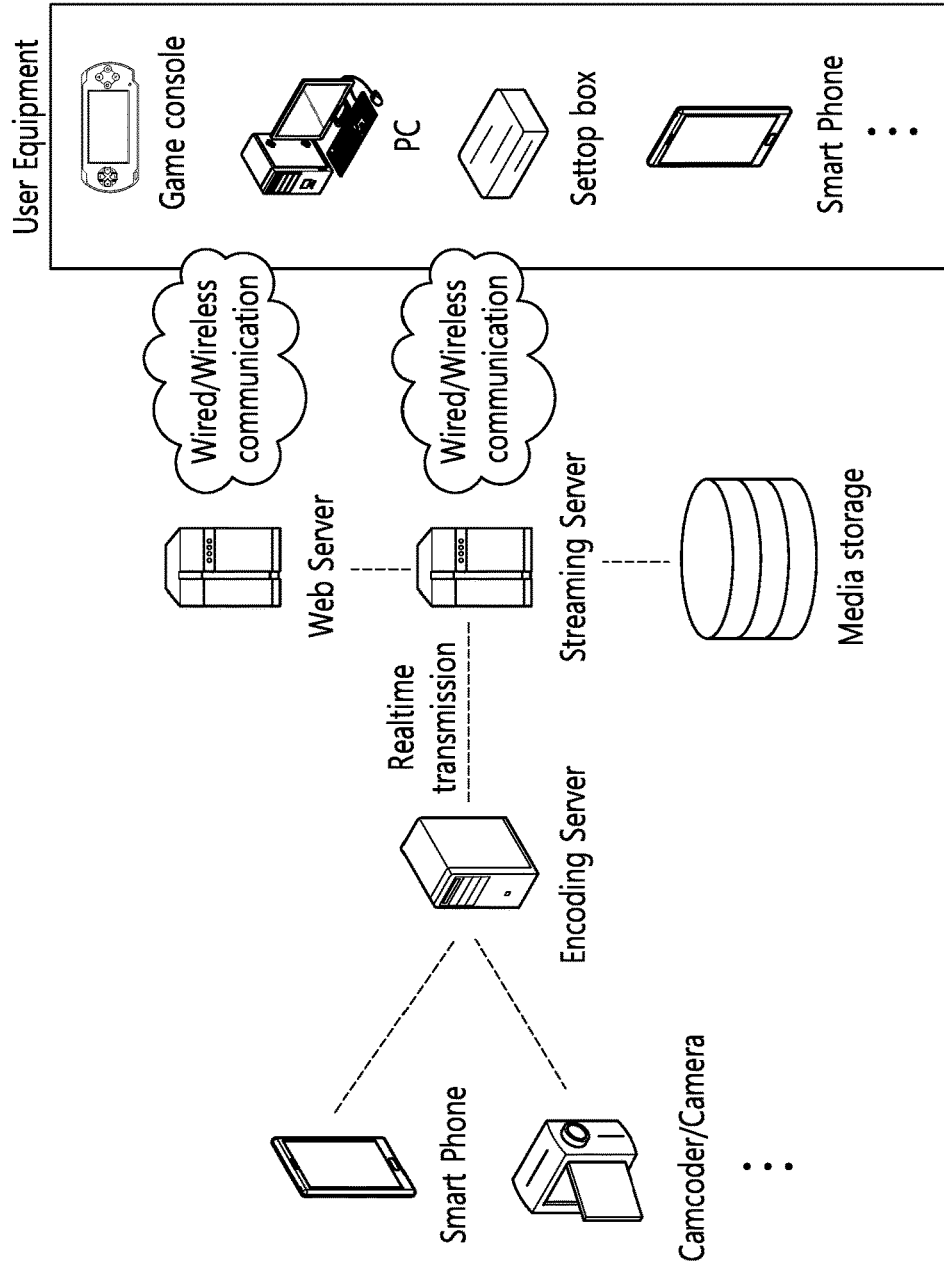 User Equipment
Game console
PC
Settop box
Smart Phone
Wired/Wireless
communication
Wired/Wireless
communication
Web Server
Streaming Server
Media storage
Realtime
transmission
Encoding Server
Smart Phone
Camcoder/Camera